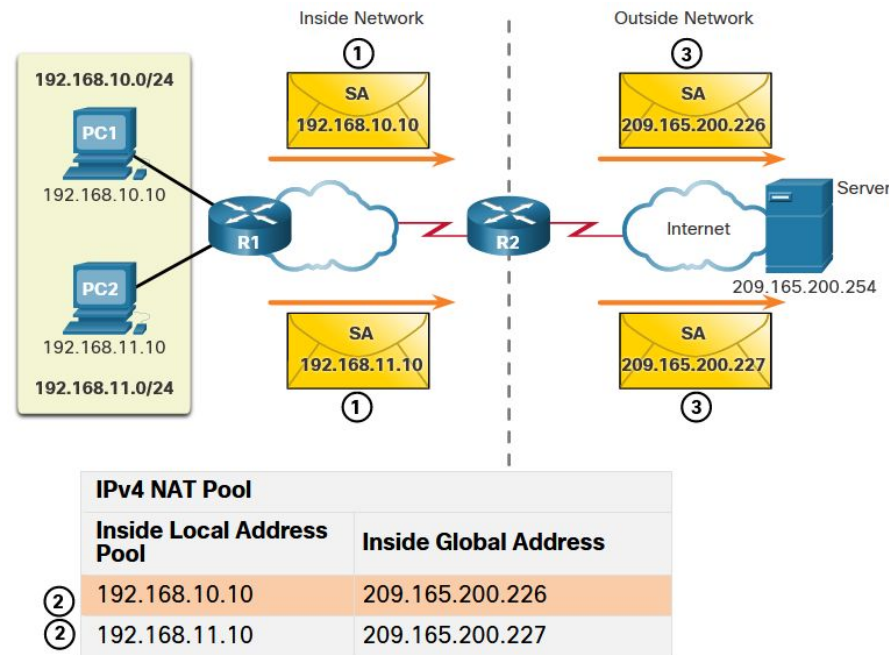 Inside Network
Outside Network
1
3
192.168.10.0/24
SA
192.168.10.10
SA
209.165.200.226
PC1
192.168.10.10
R1
R2
Internet
Server
209.165.200.254
PC2
192.168.11.10
192.168.11.0/24
SA
192.168.11.10
SA
209.165.200.227
1
3
IPv4 NAT Pool
Inside Local Address
Pool
Inside Global Address
2
192.168.10.10
209.165.200.226
2
192.168.11.10
209.165.200.227